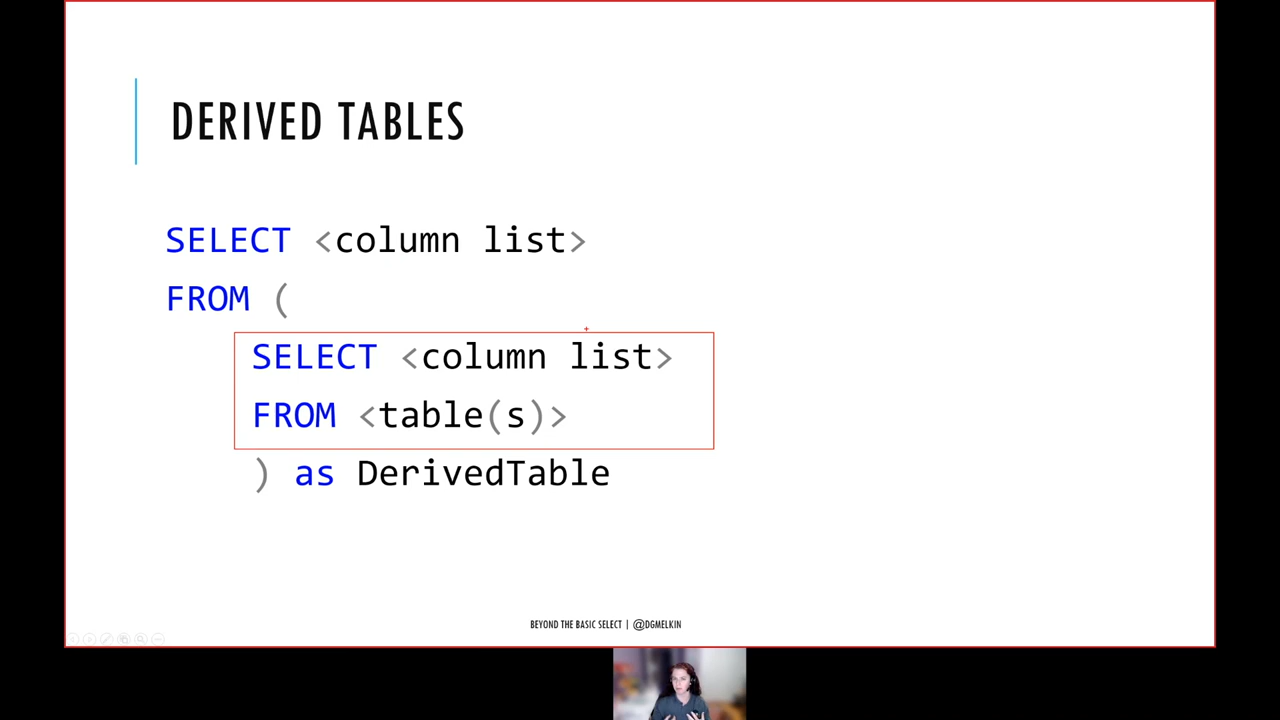 DERIVED TABLES
SELECT <column list>
FROM (
SELECT <column list>
FROM <table(s)>
) as DerivedTable
BEYOND THE BASIC SELECT | @DGMELKIN